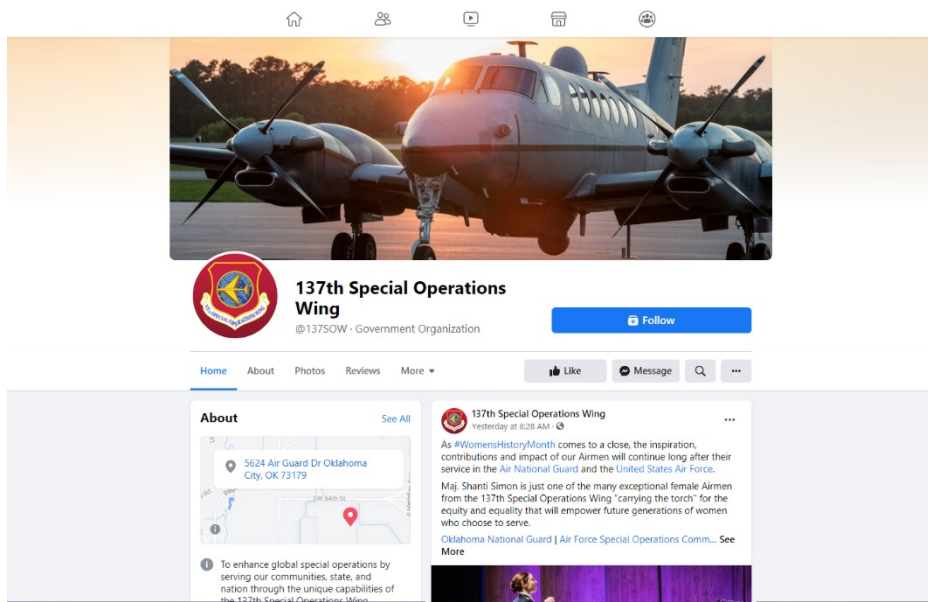 137th Special Operations
Wing
@137SOW · Government Organization
Follow
Home
About
Photos
Reviews
More
Like
Message
About
See All
5624 Air Guard Dr Oklahoma
City, OK 73179
SW 54th St
To enhance global special operations by
serving our communities, state, and
nation through the unique capabilities of
the 137th Special Operations Wing
137th Special Operations Wing
Yesterday at 8:28 AM ·
As #WomensHistoryMonth comes to a close, the inspiration,
contributions and impact of our Airmen will continue long after their
service in the Air National Guard and the United States Air Force.
Maj. Shanti Simon is just one of the many exceptional female Airmen
from the 137th Special Operations Wing "carrying the torch" for the
equity and equality that will empower future generations of women
who choose to serve.
Oklahoma National Guard | Air Force Special Operations Comm... See
More